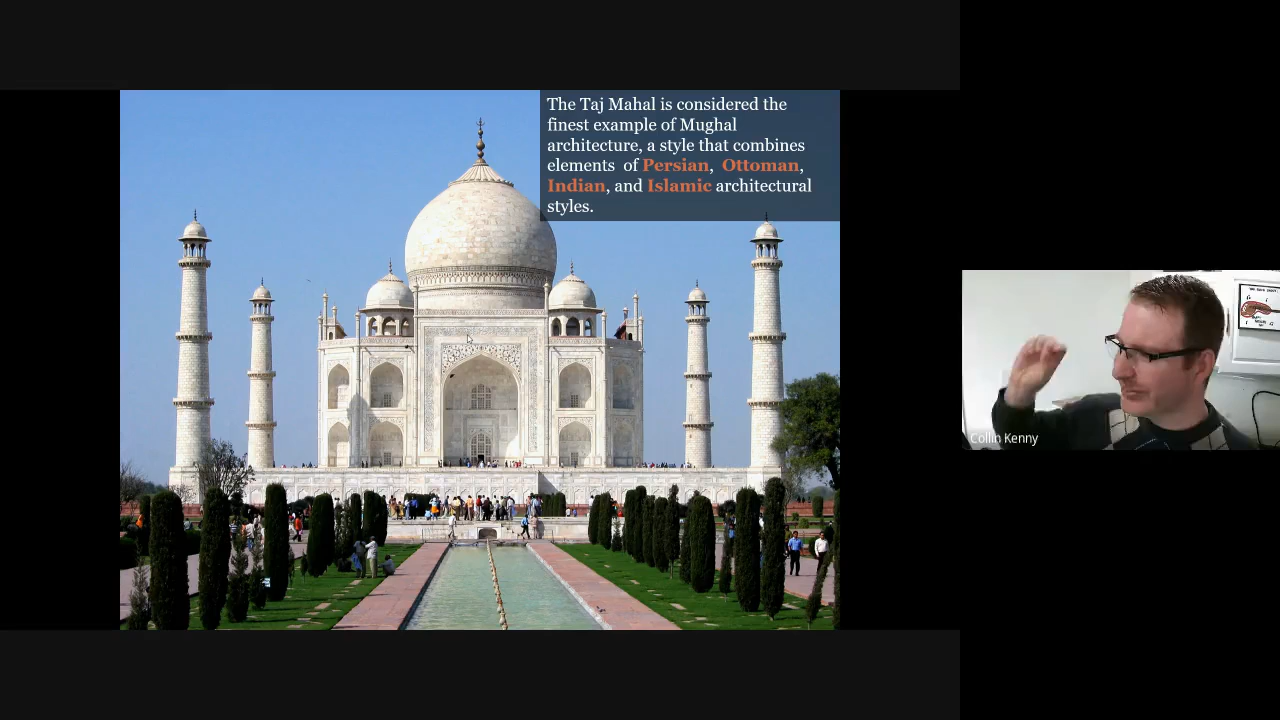 The Taj Mahal is considered the
finest example of Mughal
architecture, a style that combines
elements of Persian, Ottoman,
Indian, and Islamic architectural
styles.
Collin Kenny